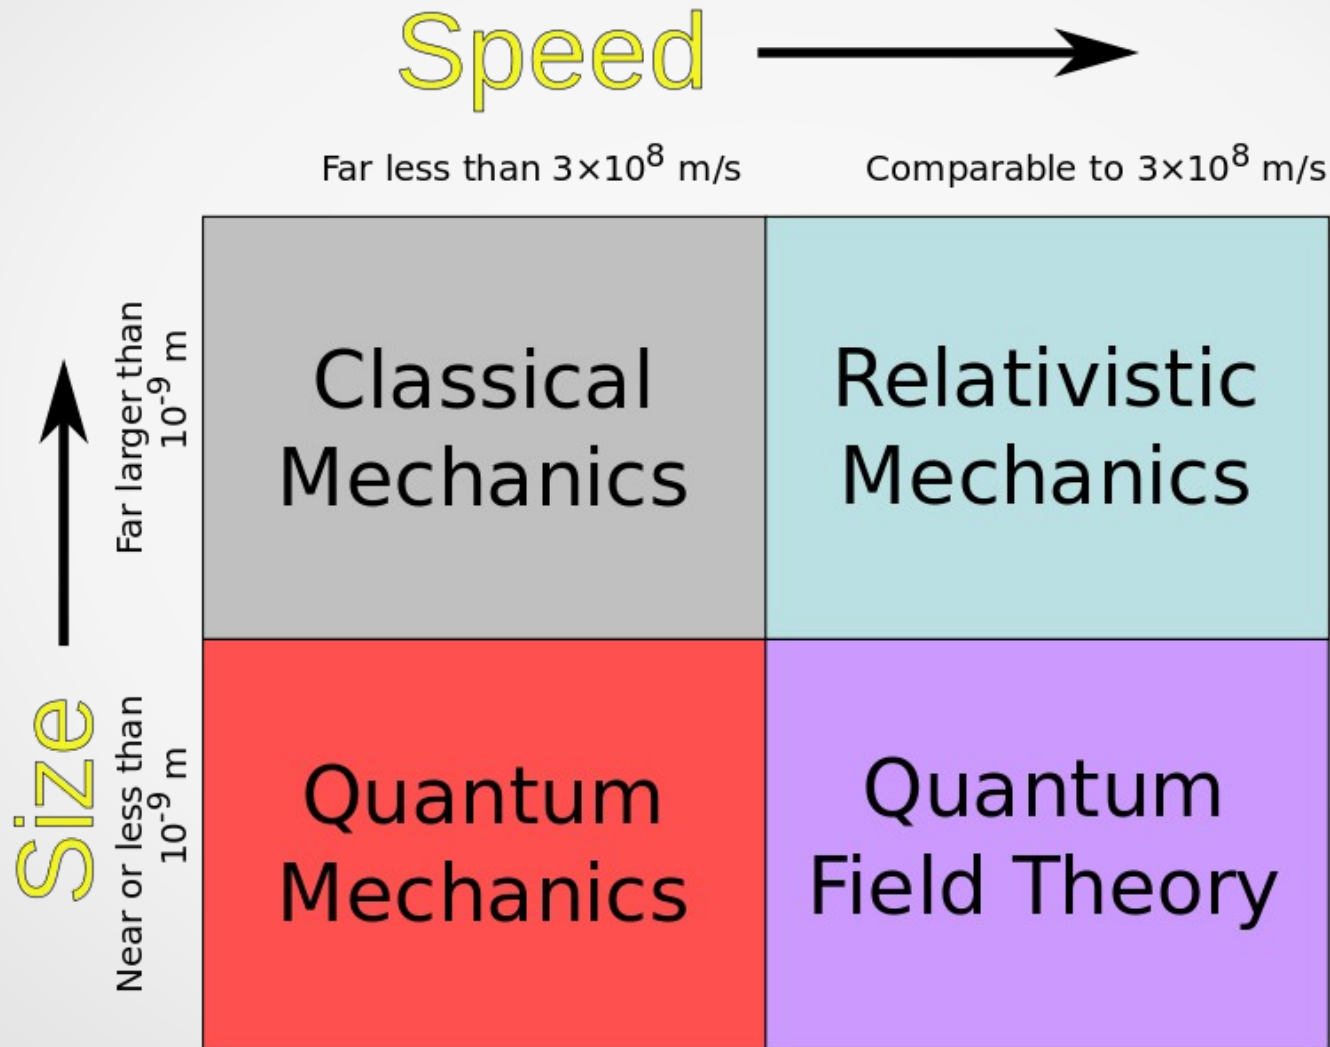 Speed
Far less than 3×10⁸ m/s
Comparable to 3×10⁸ m/s
Far larger than
10⁻⁹ m
Classical
Mechanics
Relativistic
Mechanics
Size
Near or less than
10⁻⁹ m
Quantum
Mechanics
Quantum
Field Theory